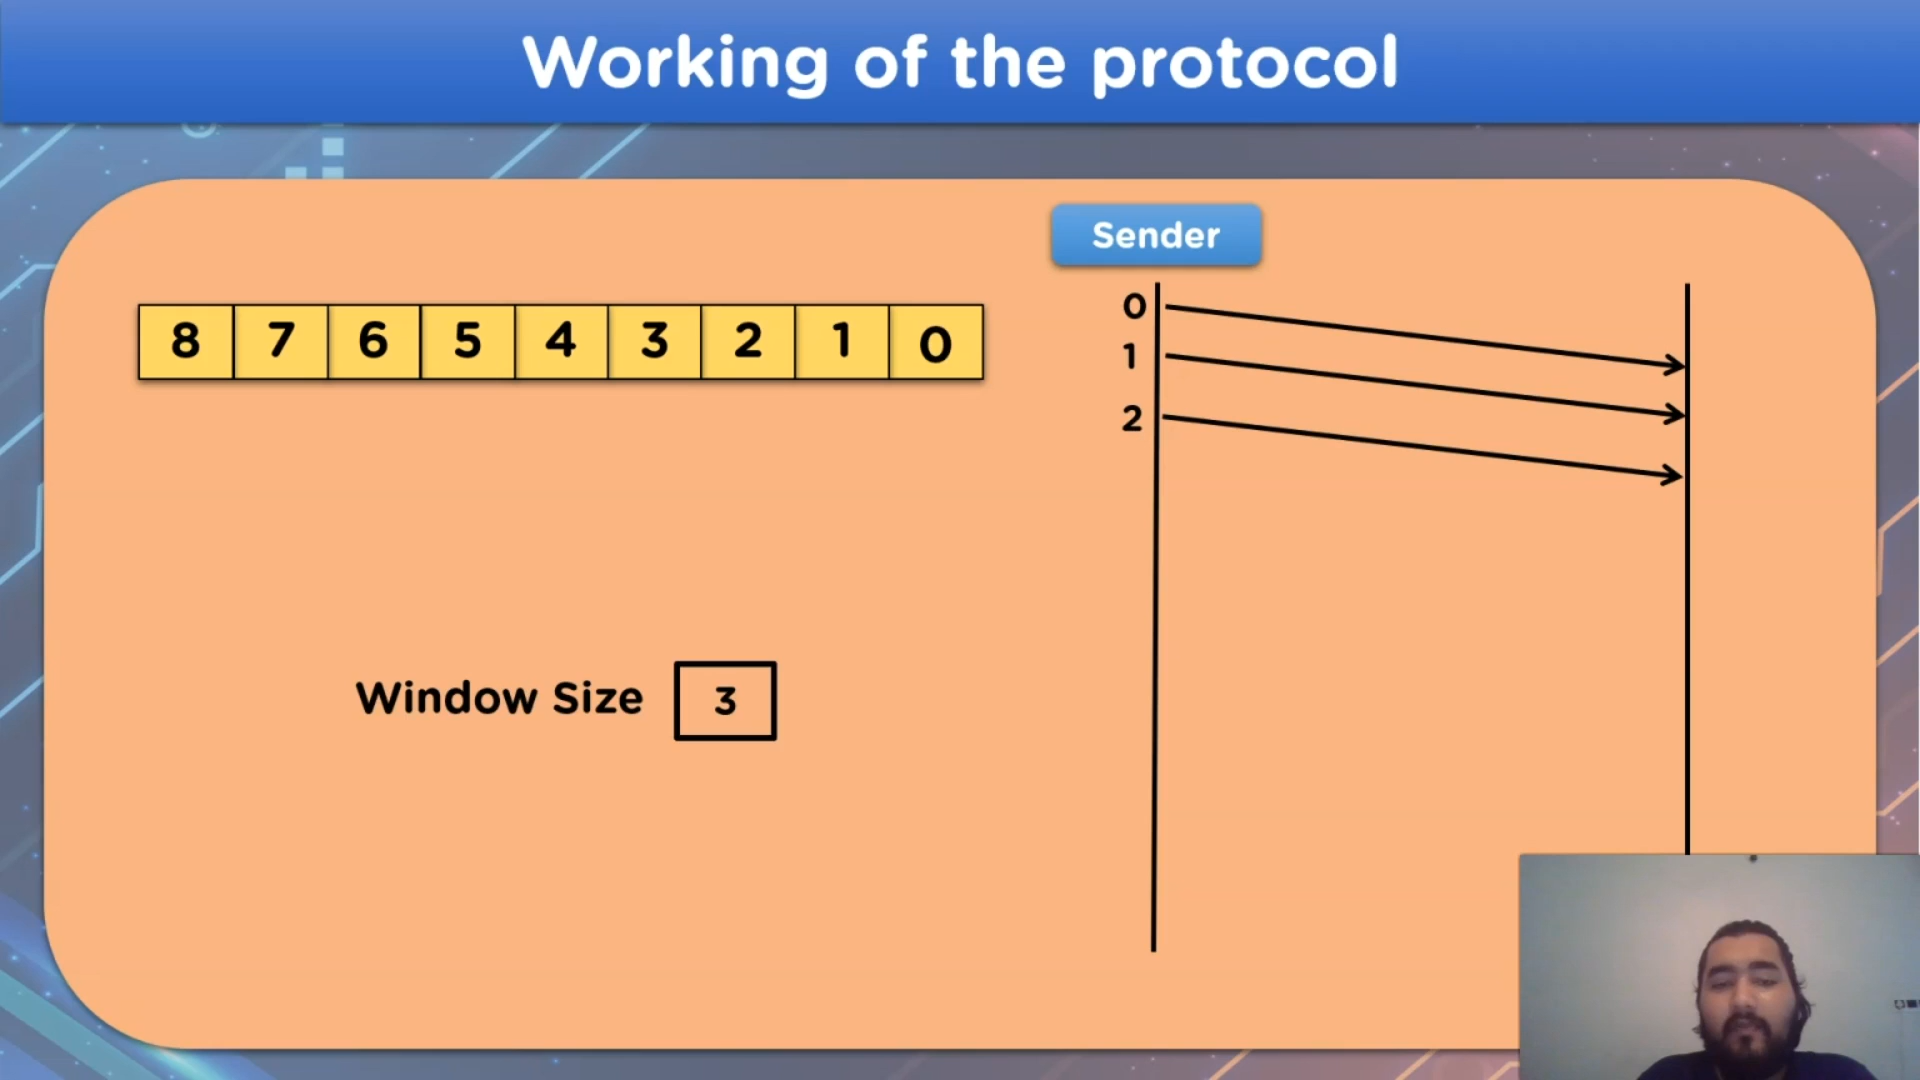 Working of the protocol
Sender
8 7 6 5 4 3 2 1 0
0
1
2
Window Size 3